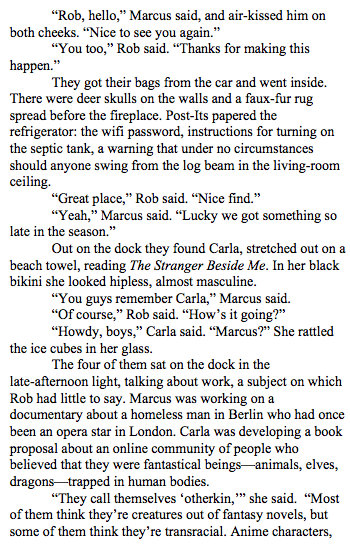 “Rob, hello,” Marcus said, and air-kissed him on
both cheeks. “Nice to see you again.”
“You too,” Rob said. “Thanks for making this
happen.”
They got their bags from the car and went inside.
There were deer skulls on the walls and a faux-fur rug
spread before the fireplace. Post-Its papered the
refrigerator: the wifi password, instructions for turning on
the septic tank, a warning that under no circumstances
should anyone swing from the log beam in the living-room
ceiling.
“Great place,” Rob said. “Nice find.”
“Yeah,” Marcus said. “Lucky we got something so
late in the season.”
Out on the dock they found Carla, stretched out on a
beach towel, reading The Stranger Beside Me. In her black
bikini she looked hipless, almost masculine.
“You guys remember Carla,” Marcus said.
“Of course,” Rob said. “How’s it going?”
“Howdy, boys,” Carla said. “Marcus?” She rattled
the ice cubes in her glass.
The four of them sat on the dock in the
late-afternoon light, talking about work, a subject on which
Rob had little to say. Marcus was working on a
documentary about a homeless man in Berlin who had once
been an opera star in London. Carla was developing a book
proposal about an online community of people who
believed that they were fantastical beings—animals, elves,
dragons—trapped in human bodies.
“They call themselves ‘otherkin,’” she said. “Most
of them think they’re creatures out of fantasy novels, but
some of them think they’re transracial. Anime characters,